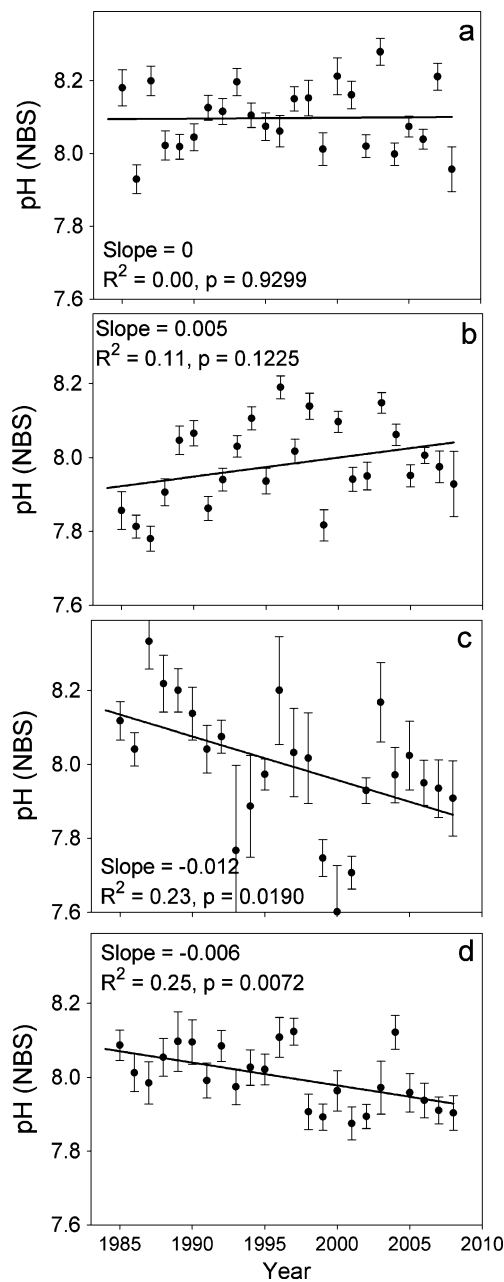 a
8.2
8.0
7.8
7.6
pH (NBS)
Slope = 0
R² = 0.00, p = 0.9299
b
Slope = 0.005
R² = 0.11, p = 0.1225
8.2
8.0
7.8
7.6
pH (NBS)
c
8.2
8.0
7.8
7.6
pH (NBS)
Slope = -0.012
R² = 0.23, p = 0.0190
d
Slope = -0.006
R² = 0.25, p = 0.0072
8.2
8.0
7.8
7.6
pH (NBS)
1985 1990 1995 2000 2005 2010
Year